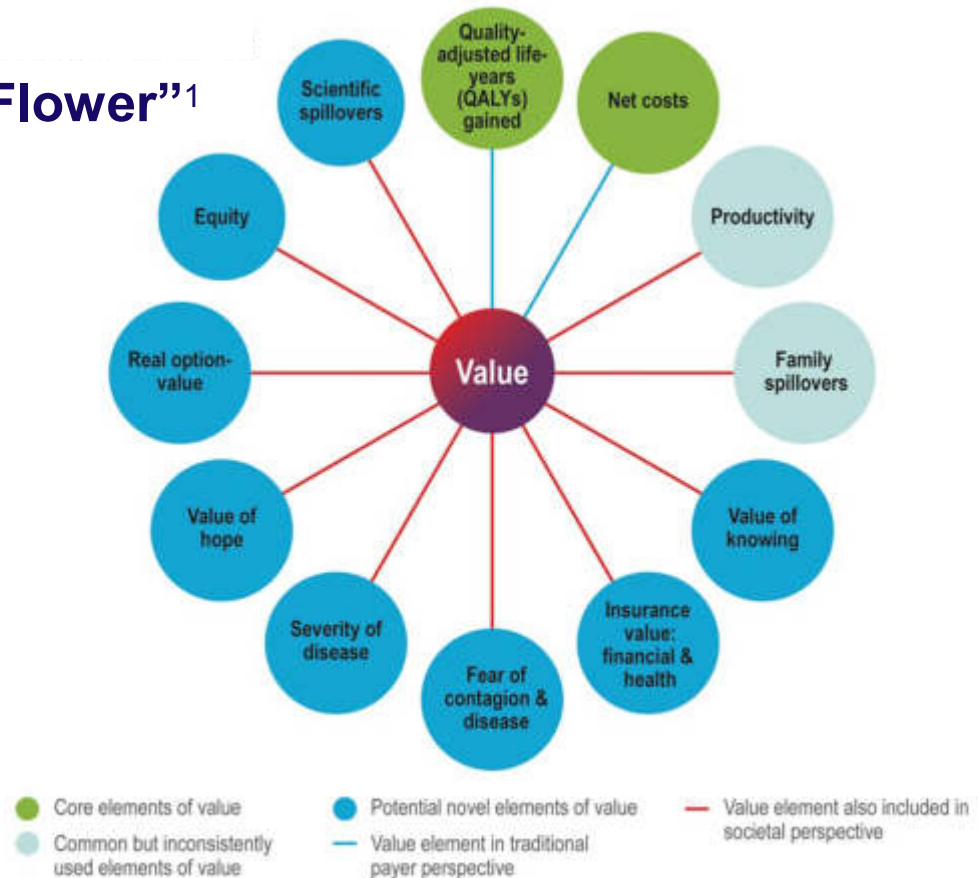 Flower”1
Quality-
adjusted life-
years
(QALYs)
gained
Net costs
Productivity
Family
spillovers
Value of
knowing
Insurance
value:
financial &
health
Fear of
contagion &
disease
Severity of
disease
Value of
hope
Real option-
value
Equity
Scientific
spillovers
Value
Core elements of value
Common but inconsistently
used elements of value
Potential novel elements of value
Value element in traditional
payer perspective
Value element also included in
societal perspective